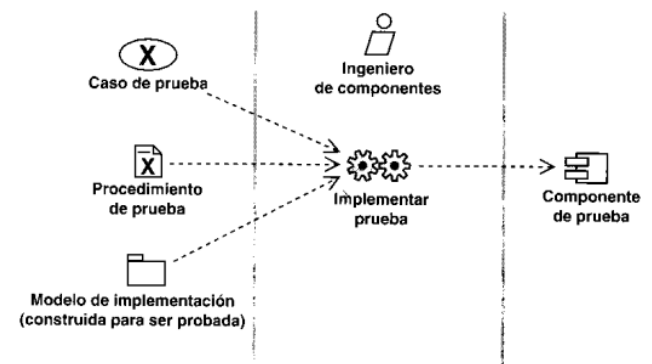 X
Caso de prueba
Ingeniero
de componentes
X
Procedimiento
de prueba
Implementar
prueba
Componente
de prueba
Modelo de implementación
(construida para ser probada)